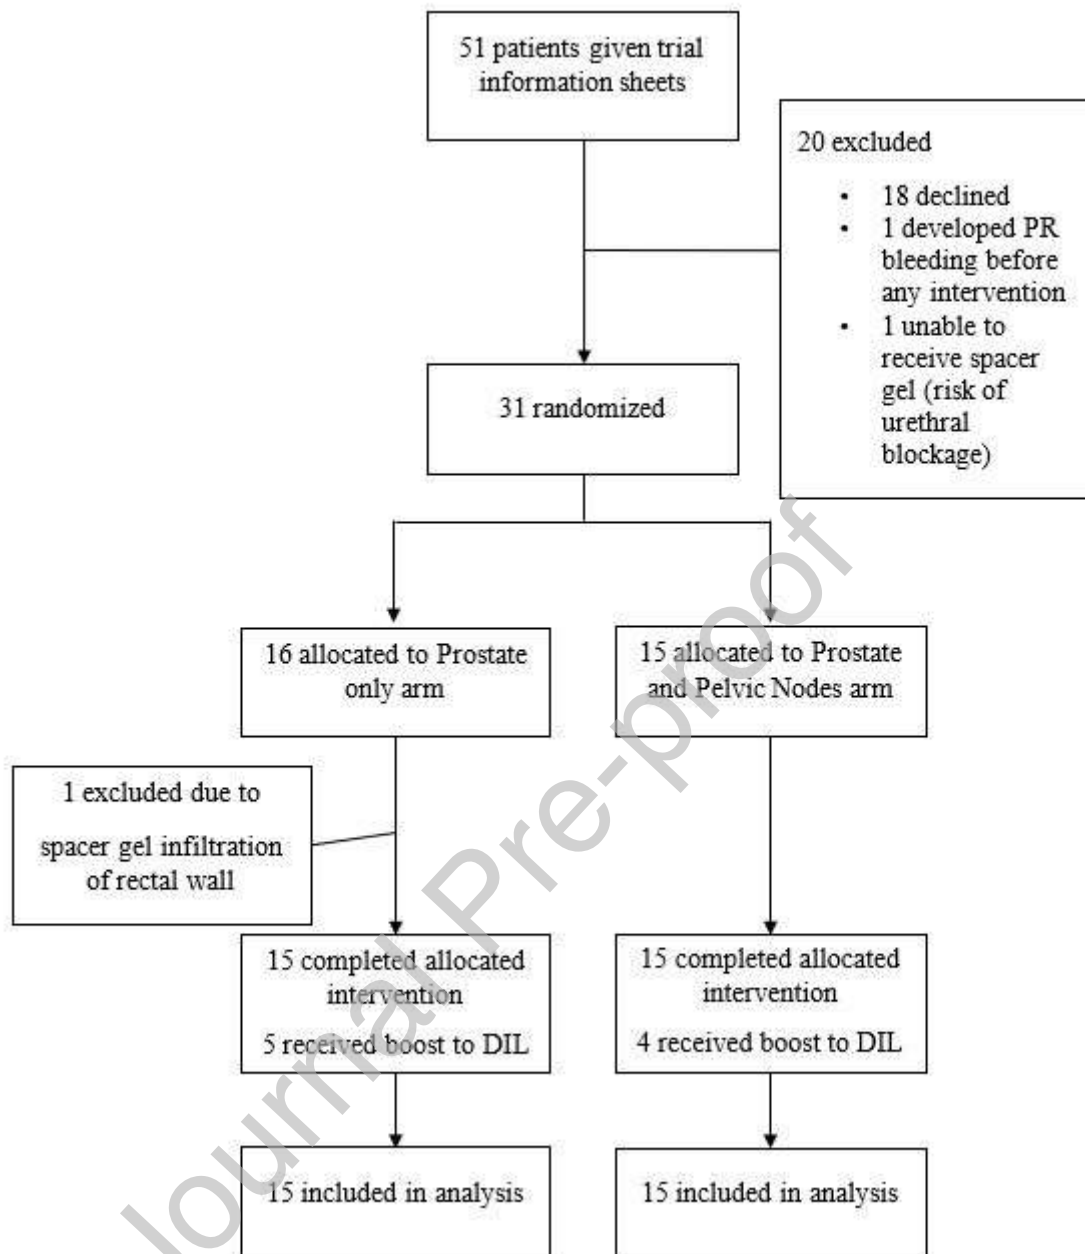 51 patients given trial
information sheets
20 excluded
• 18 declined
• 1 developed PR
bleeding before
any intervention
• 1 unable to
receive spacer
gel (risk of
urethral
blockage)
31 randomized
16 allocated to Prostate
only arm
15 allocated to Prostate
and Pelvic Nodes arm
1 excluded due to
spacer gel infiltration
of rectal wall
15 completed allocated
intervention
5 received boost to DIL
15 completed allocated
intervention
4 received boost to DIL
15 included in analysis
15 included in analysis
Journal Pre-proof